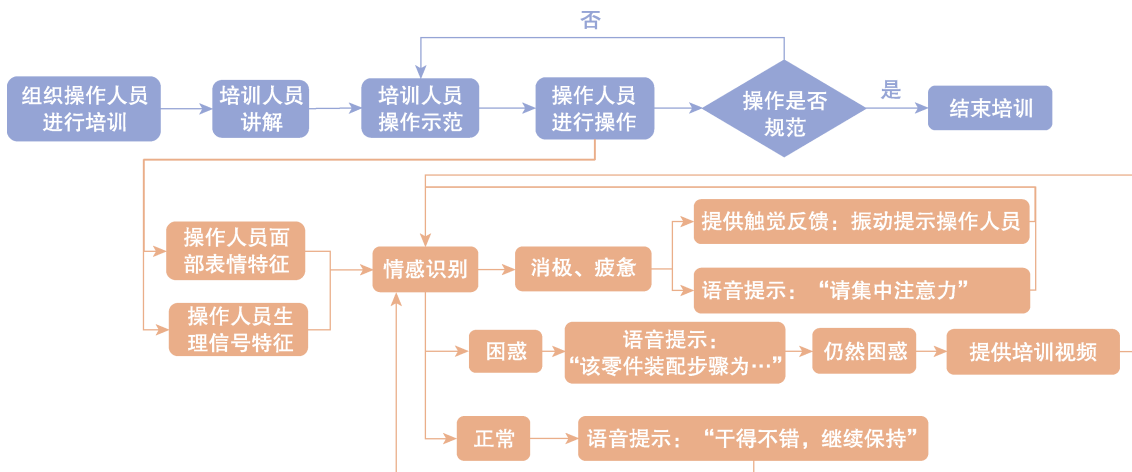 否
组织操作人员
进行培训
培训人员
讲解
培训人员
操作示范
操作人员
进行操作
操作是否
规范
是
结束培训
操作人员面
部表情特征
操作人员生
理信号特征
情感识别
消极、疲惫
提供触觉反馈：振动提示操作人员
语音提示：“请集中注意力”
困惑
语音提示：
“该零件装配步骤为…”
仍然困惑
提供培训视频
正常
语音提示：“干得不错，继续保持”